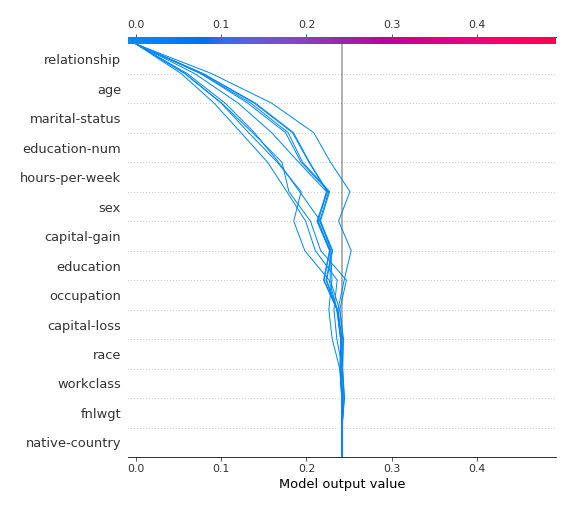 0.0 0.1 0.2 0.3 0.4
relationship
age
marital-status
education-num
hours-per-week
sex
capital-gain
education
occupation
capital-loss
race
workclass
fnlwgt
native-country
0.0 0.1 0.2 0.3 0.4
Model output value